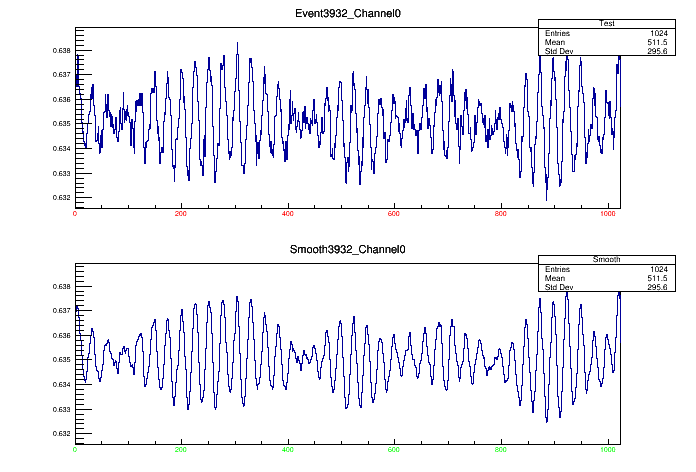 Event3932_Channel0
Test
Entries 1024
Mean 511.5
Std Dev 295.6
0.638
0.637
0.636
0.635
0.634
0.633
0.632
0 200 400 600 800 1000
Smooth3932_Channel0
Smooth
Entries 1024
Mean 511.5
Std Dev 295.6
0.638
0.637
0.636
0.635
0.634
0.633
0.632
0 200 400 600 800 1000